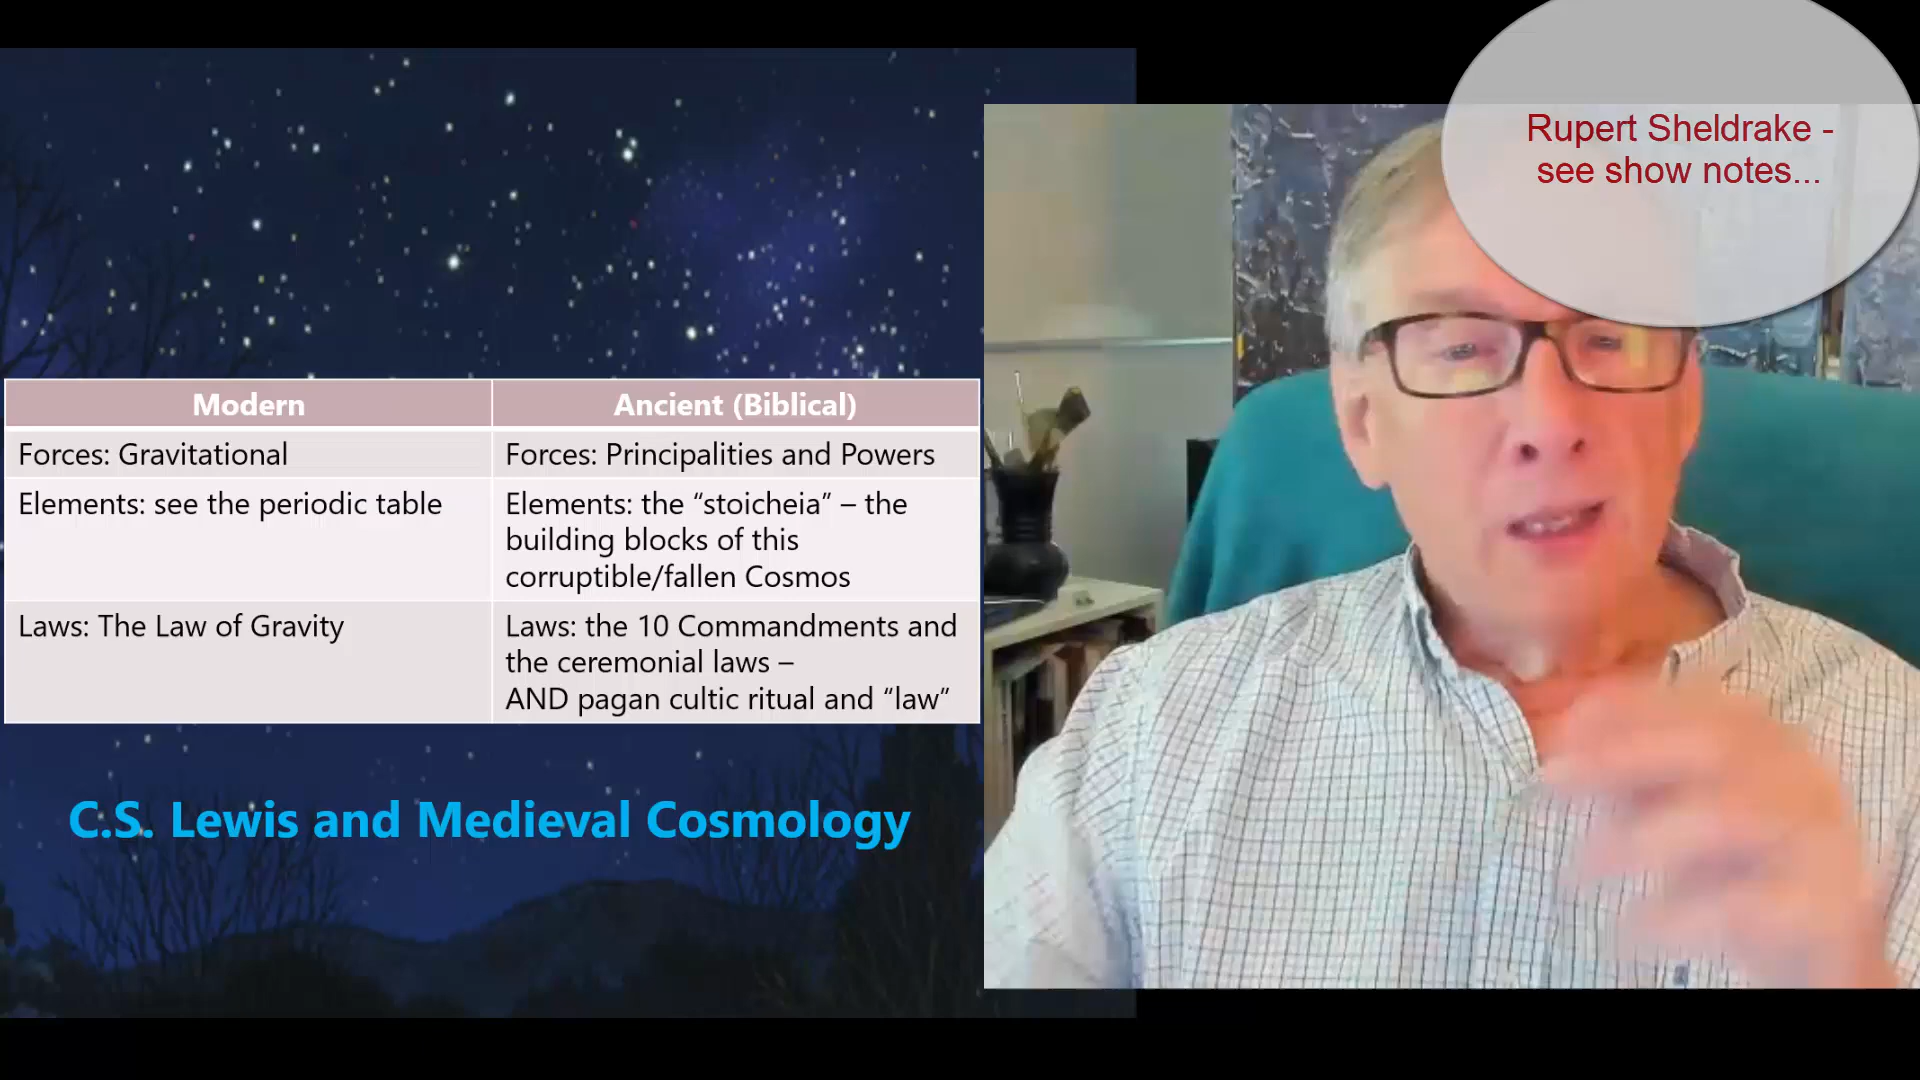 Rupert Sheldrake -
see show notes...
Modern
Ancient (Biblical)
Forces: Gravitational
Forces: Principalities and Powers
Elements: see the periodic table
Elements: the “stoicheia” – the
building blocks of this
corruptible/fallen Cosmos
Laws: The Law of Gravity
Laws: the 10 Commandments and
the ceremonial laws –
AND pagan cultic ritual and “law”
C.S. Lewis and Medieval Cosmology